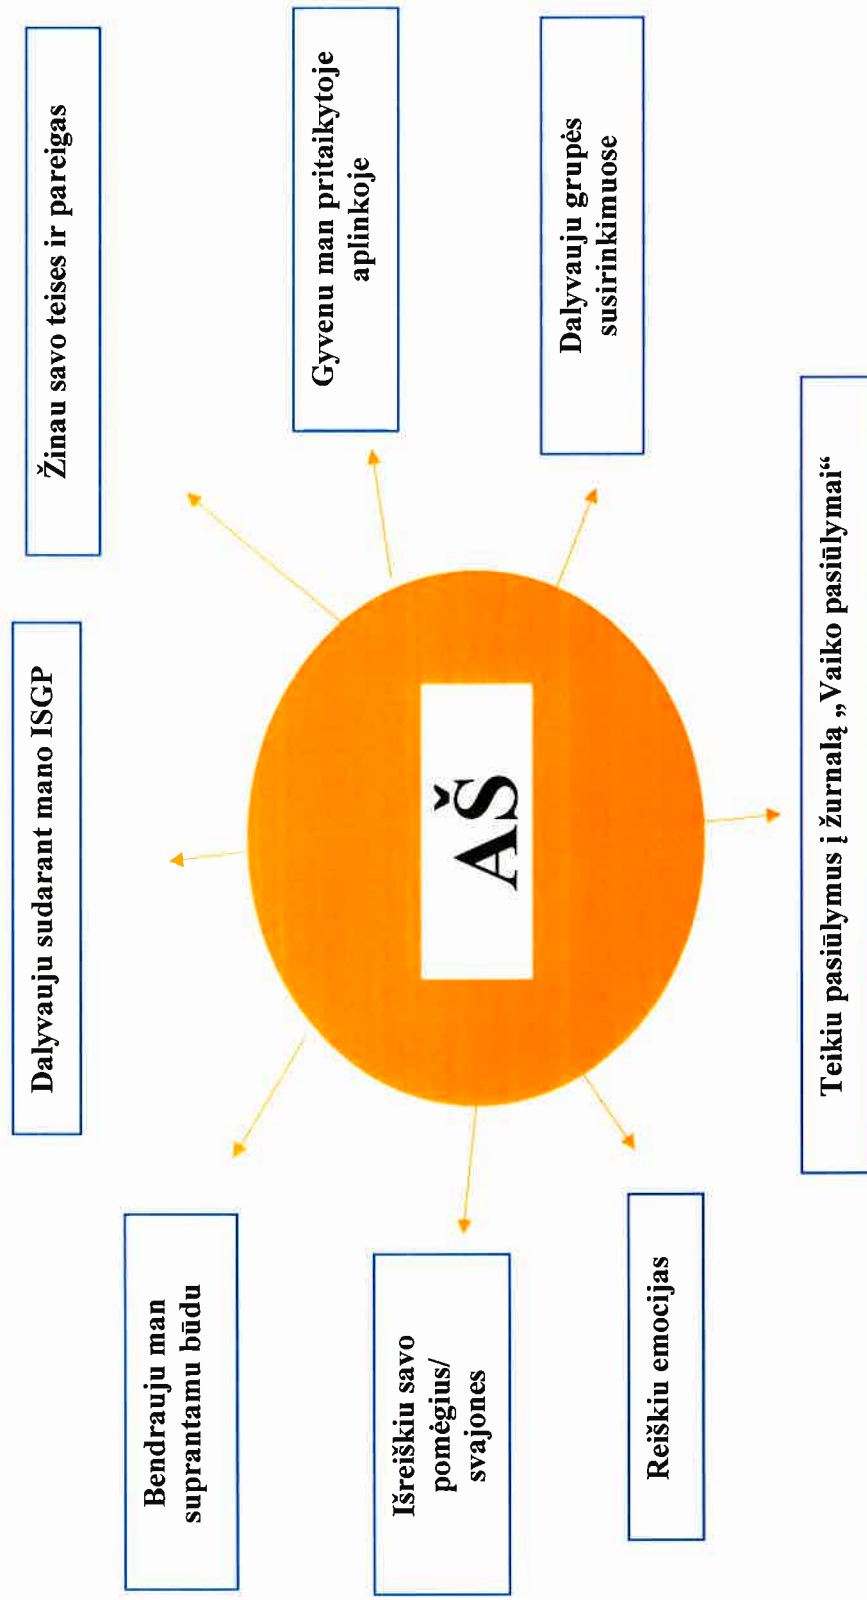 Dalyvauju sudarant mano ISGP
Žinau savo teises ir pareigas
Bendrauju man
suprantamu būdu
Gyvenu man pritaikytoje
aplinkoje
Išreiškiu savo
pomėgius/
svajones
AŠ
Dalyvauju grupės
susirinkimuose
Reiškiu emocijas
Teikiu pasiūlymus į žurnalą „Vaiko pasiūlymai“